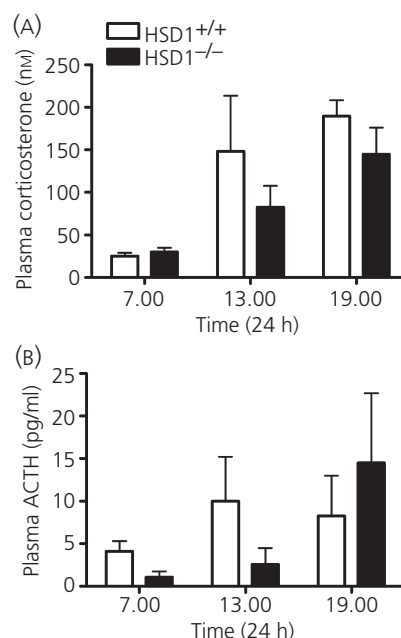 (A)
HSD1+/+
HSD1−/−
Plasma corticosterone (nM)
250
200
150
100
50
0
7.00 13.00 19.00
Time (24 h)
(B)
Plasma ACTH (pg/ml)
25
20
15
10
5
0
7.00 13.00 19.00
Time (24 h)